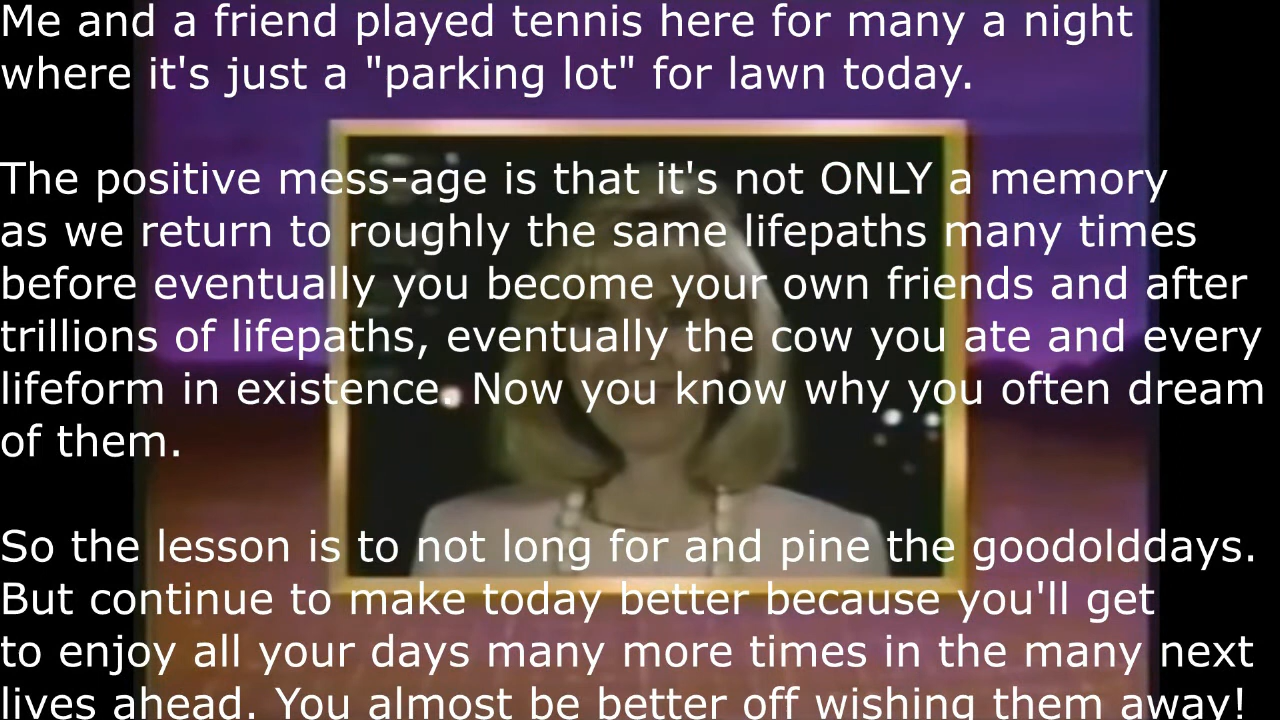 Me and a friend played tennis here for many a night
where it's just a "parking lot" for lawn today.
The positive mess-age is that it's not ONLY a memory
as we return to roughly the same lifepaths many times
before eventually you become your own friends and after
trillions of lifepaths, eventually the cow you ate and every
lifeform in existence. Now you know why you often dream
of them.
So the lesson is to not long for and pine the goodolddays.
But continue to make today better because you'll get
to enjoy all your days many more times in the many next
lives ahead. You almost be better off wishing them away!